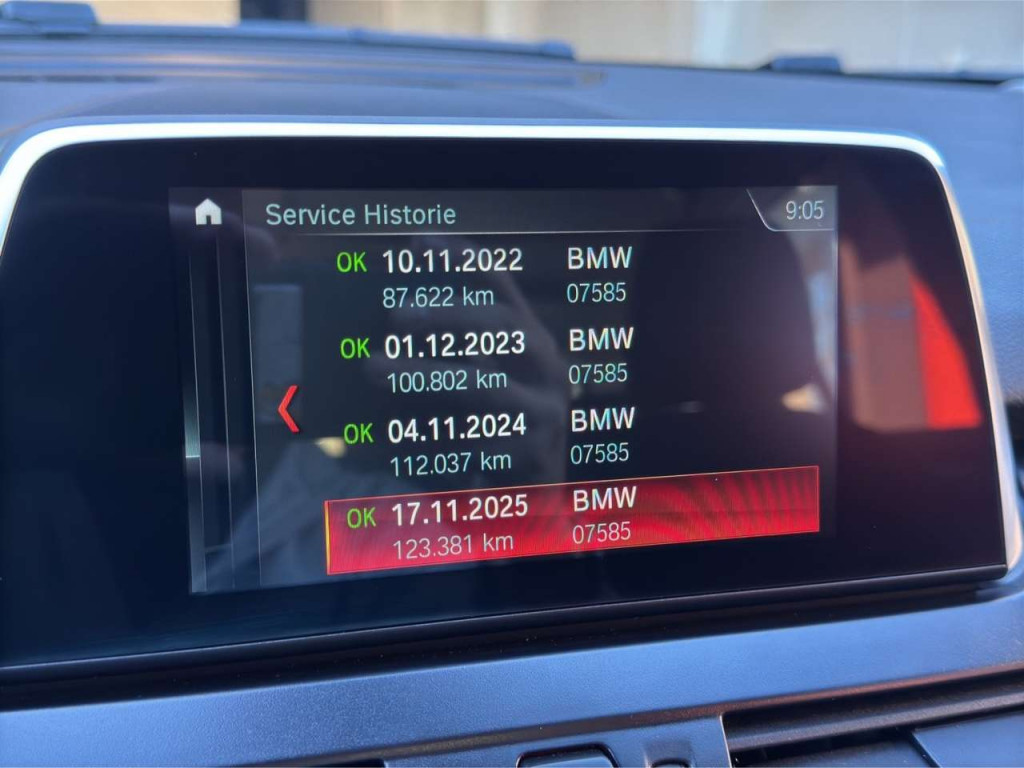 Service Historie 9:05
OK 10.11.2022 BMW
87.622 km 07585
OK 01.12.2023 BMW
100.802 km 07585
OK 04.11.2024 BMW
112.037 km 07585
OK 17.11.2025 BMW
123.381 km 07585